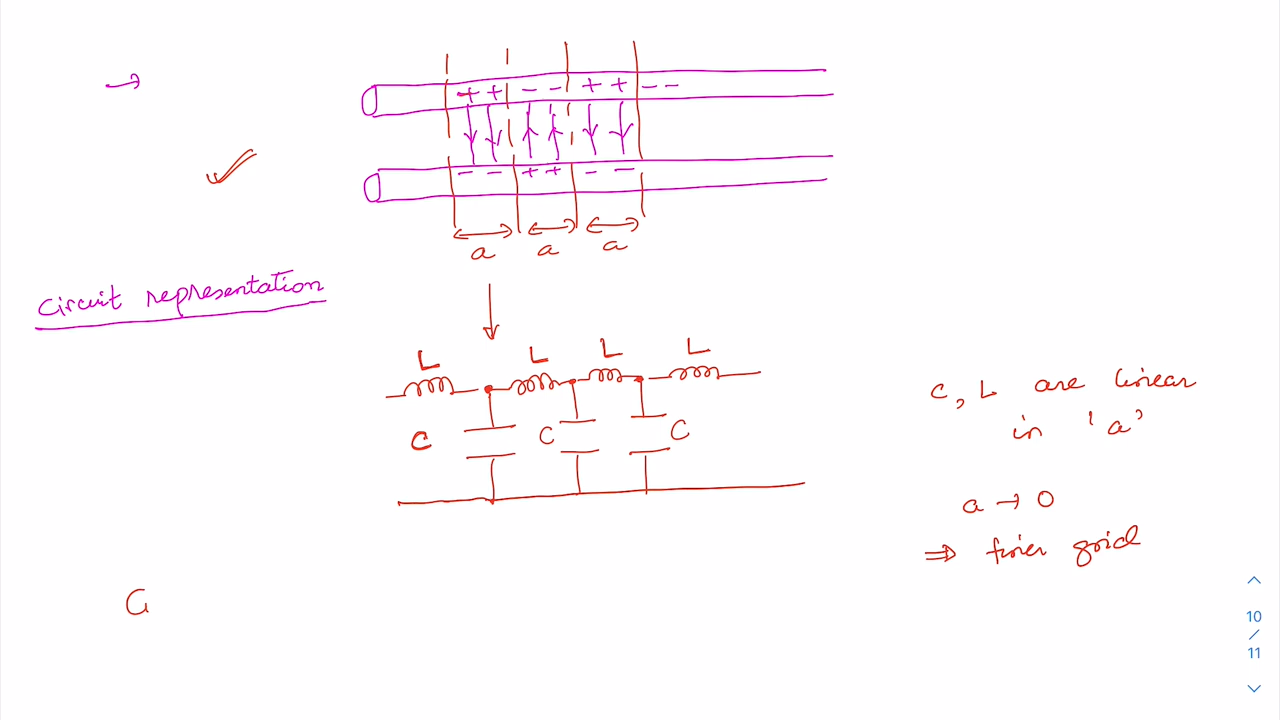 + + - - + + - -
- - + + - -
a a a
Circuit representation
L L L L
C C C
C, L are linear
in 'a'
a → 0
⇒ finer grid
C
10
/
11